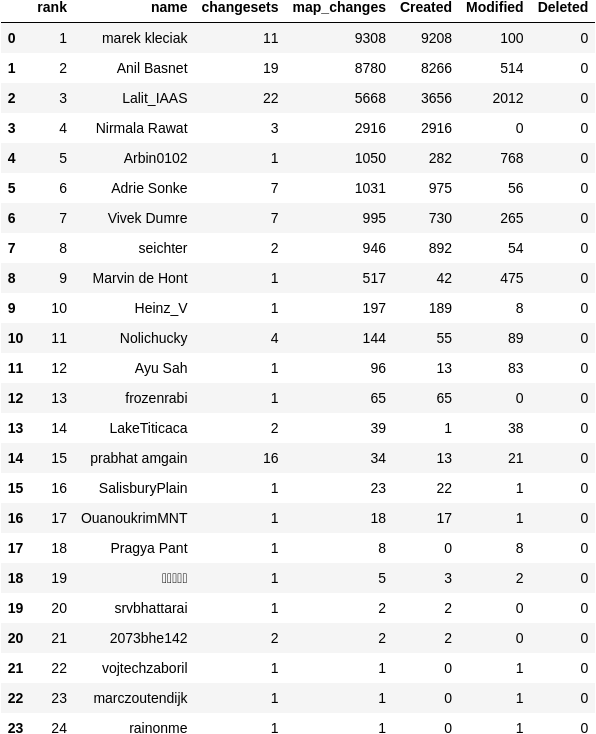 rank name changesets map_changes Created Modified Deleted
0 1 marek kleciak 11 9308 9208 100 0
1 2 Anil Basnet 19 8780 8266 514 0
2 3 Lalit_IAAS 22 5668 3656 2012 0
3 4 Nirmala Rawat 3 2916 2916 0 0
4 5 Arbin0102 1 1050 282 768 0
5 6 Adrie Sonke 7 1031 975 56 0
6 7 Vivek Dumre 7 995 730 265 0
7 8 seichter 2 946 892 54 0
8 9 Marvin de Hont 1 517 42 475 0
9 10 Heinz_V 1 197 189 8 0
10 11 Nolichucky 4 144 55 89 0
11 12 Ayu Sah 1 96 13 83 0
12 13 frozenrabi 1 65 65 0 0
13 14 LakeTiticaca 2 39 1 38 0
14 15 prabhat amgain 16 34 13 21 0
15 16 SalisburyPlain 1 23 22 1 0
16 17 OuanoukrimMNT 1 18 17 1 0
17 18 Pragya Pant 1 8 0 8 0
18 19 1 5 3 2 0
19 20 srvbhattarai 1 2 2 0 0
20 21 2073bhe142 2 2 2 0 0
21 22 vojtechzaboril 1 1 0 1 0
22 23 marczoutendijk 1 1 0 1 0
23 24 rainonme 1 1 0 1 0